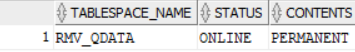 TABLESPACE_NAME STATUS CONTENTS
1 RMV_QDATA ONLINE PERMANENT